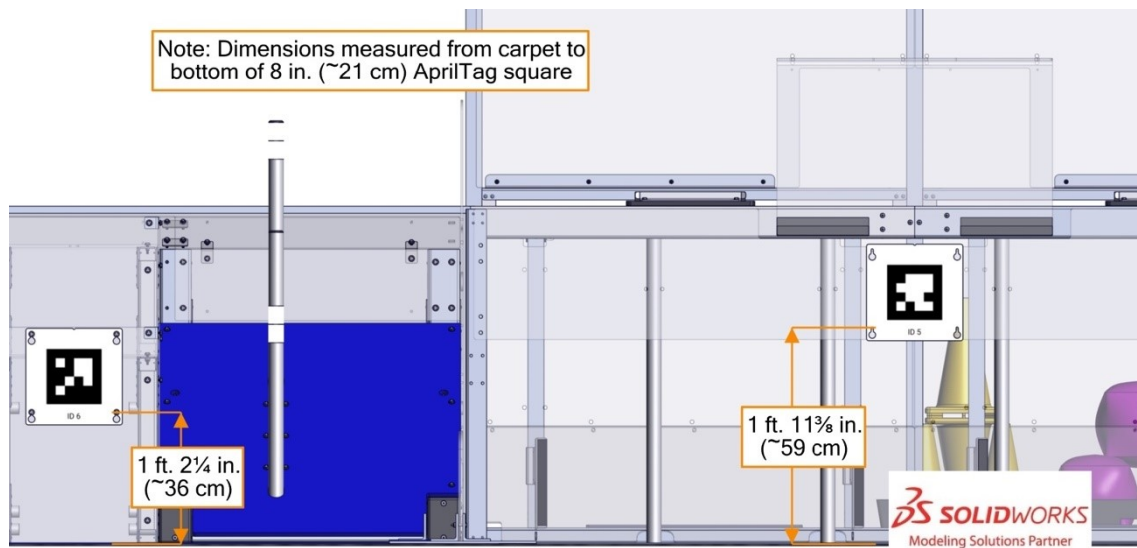 Note: Dimensions measured from carpet to
bottom of 8 in. (~21 cm) AprilTag square
ID 5
ID 6
1 ft. 2¼ in.
(~36 cm)
1 ft. 11⅜ in.
(~59 cm)
SOLIDWORKS
Modeling Solutions Partner